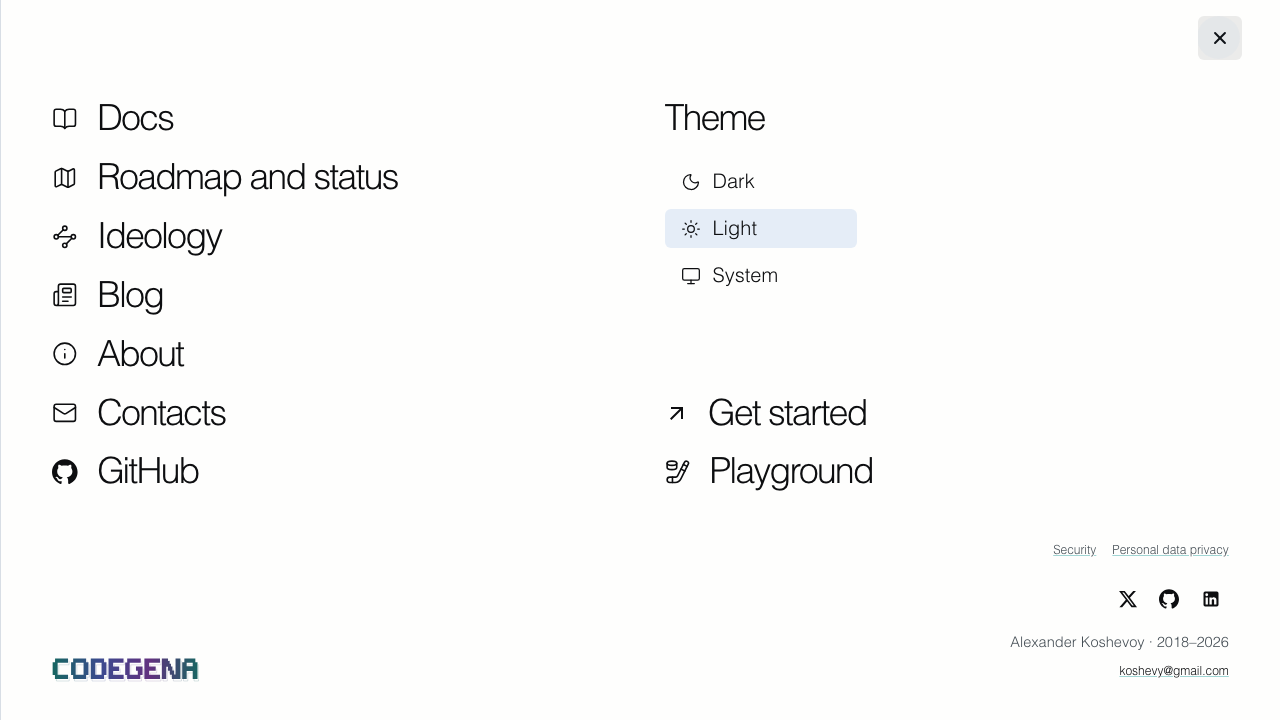 Docs
Roadmap and status
Ideology
Blog
About
Contacts
GitHub
Theme
Dark
Light
System
Get started
Playground
Security Personal data privacy
Alexander Koshevoy · 2018–2026
koshevy@gmail.com
CODEGENA